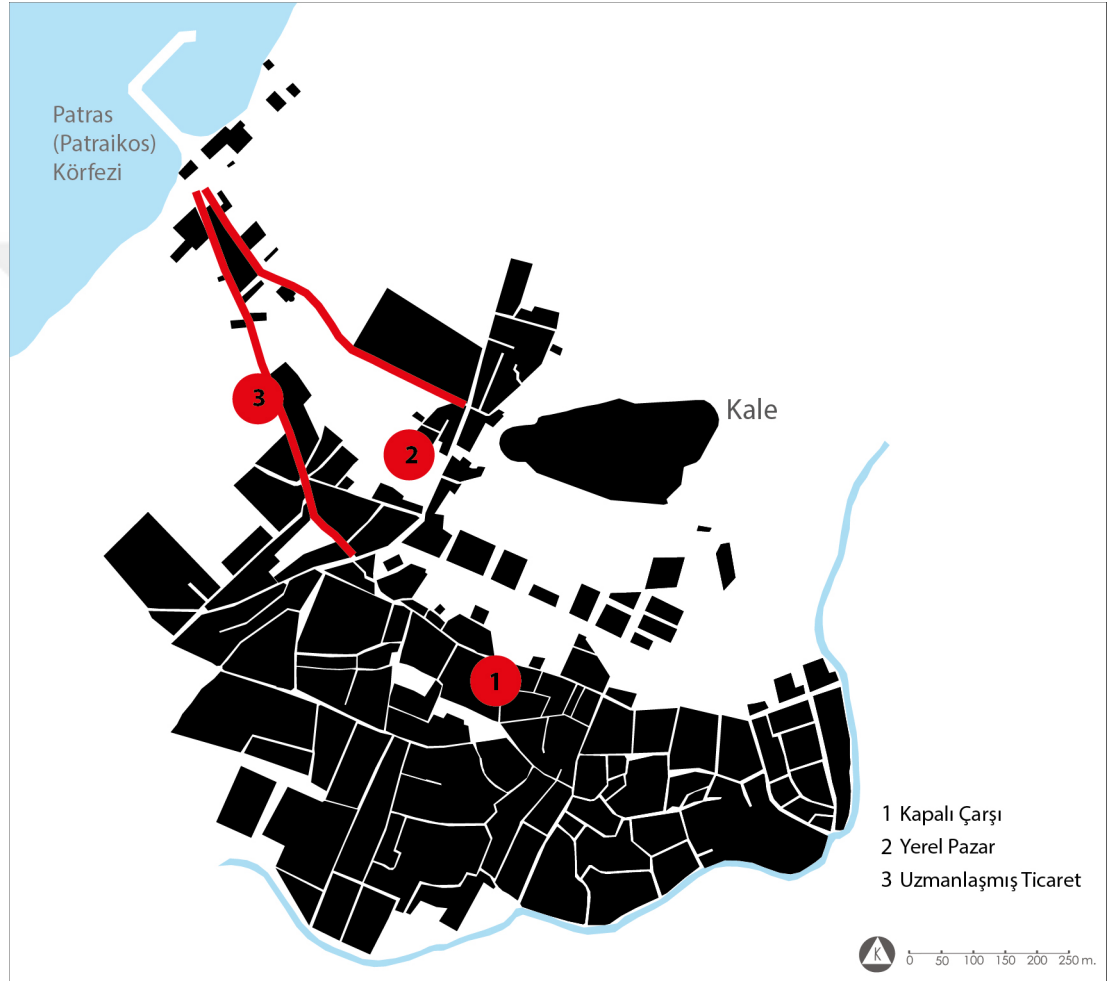 Patras
(Patraikos)
Körfezi
3
2
Kale
1
1 Kapalı Çarşı
2 Yerel Pazar
3 Uzmanlaşmış Ticaret
K
0 50 100 150 200 250 m.